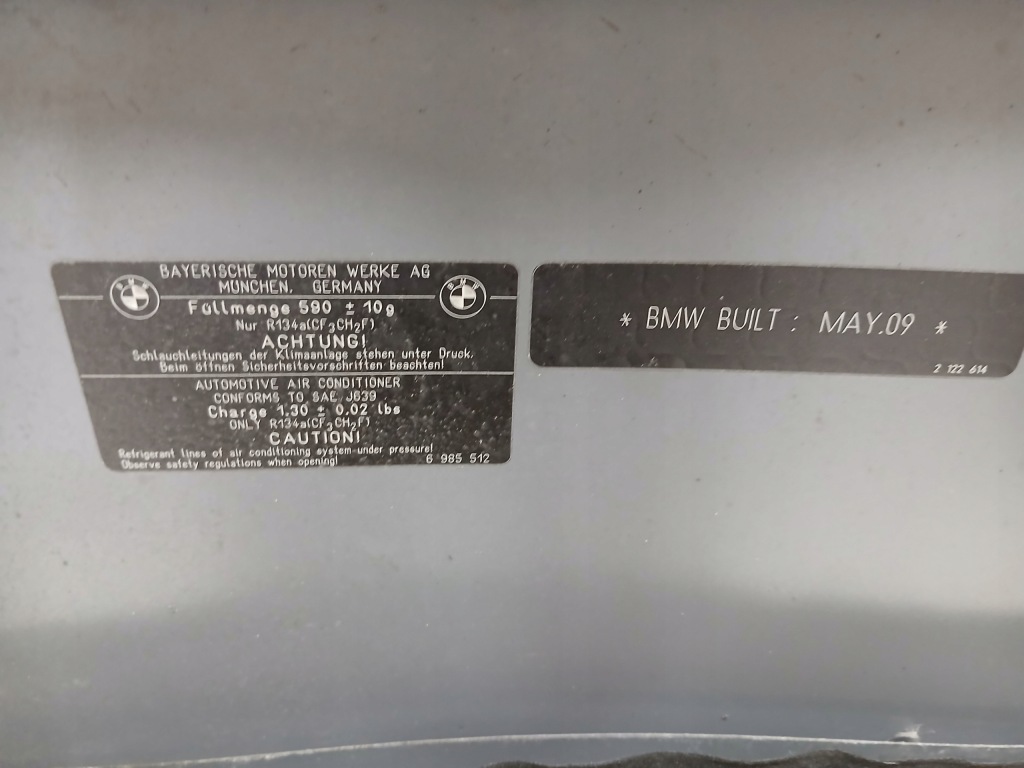 BAYERISCHE MOTOREN WERKE AG
MÜNCHEN, GERMANY
BMW
BMW
Füllmenge 590 ± 10g
Nur R134a(CF₃CH₂F)
ACHTUNG!
Schlauchleitungen der Klimaanlage stehen unter Druck.
Beim öffnen Sicherheitsvorschriften beachten!
AUTOMOTIVE AIR CONDITIONER
CONFORMS TO SAE J639
Charge 1.30 ± 0.02 lbs
ONLY R134a(CF₃CH₂F)
CAUTION!
Refrigerant lines of air conditioning system under pressure!
Observe safety regulations when opening!
6 985 512
* BMW BUILT : MAY.09 *
2 122 614